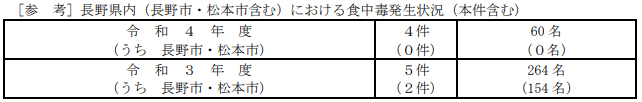 ［参　考］長野県内（長野市・松本市含む）における食中毒発生状況（本件含む）
令　和　４　年　度　４件　60名
（うち　長野市・松本市）　（０件）　（０名）
令　和　３　年　度　５件　264名
（うち　長野市・松本市）　（２件）　（154名）